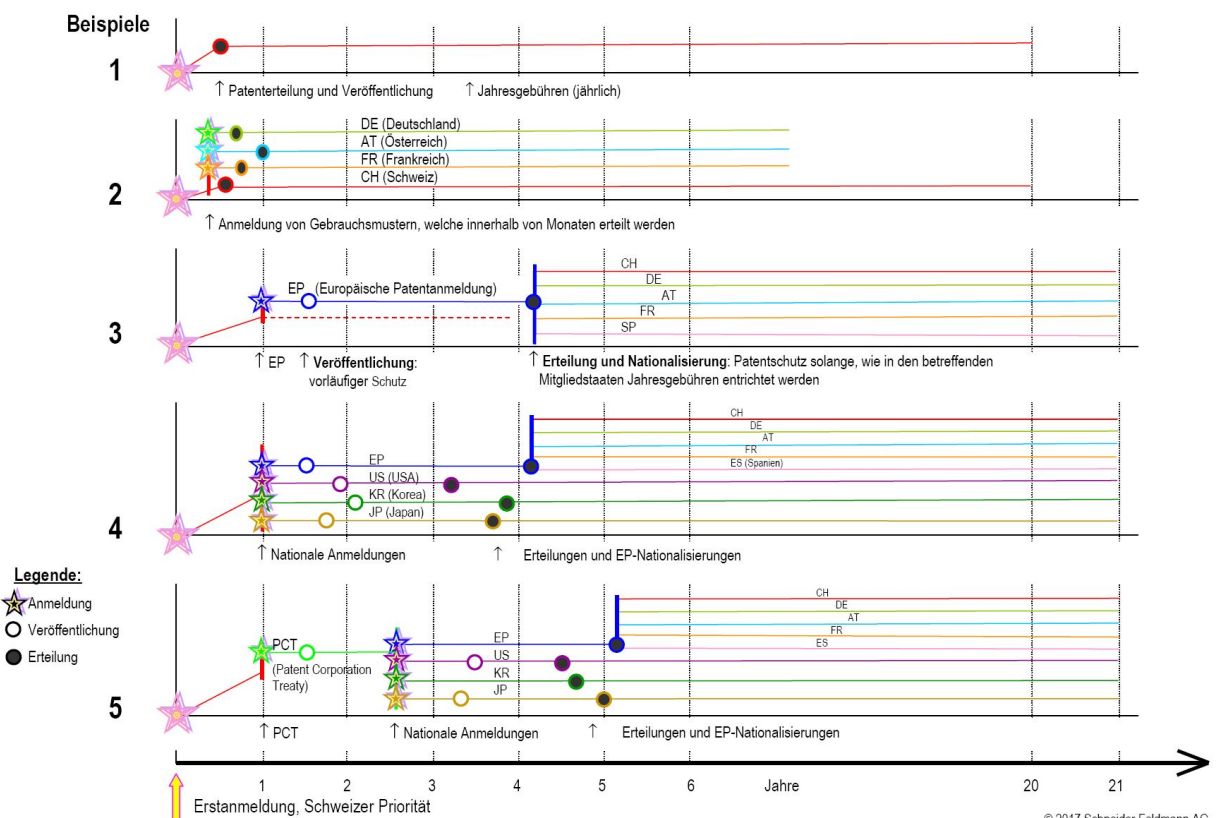 Beispiele
1
↑ Patenterteilung und Veröffentlichung
↑ Jahresgebühren (jährlich)
DE (Deutschland)
AT (Österreich)
FR (Frankreich)
CH (Schweiz)
2
↑ Anmeldung von Gebrauchsmustern, welche innerhalb von Monaten erteilt werden
CH
DE
EP (Europäische Patentanmeldung)
AT
FR
SP
3
↑ EP
↑ Veröffentlichung:
vorläufiger Schutz
↑ Erteilung und Nationalisierung: Patentschutz solange, wie in den betreffenden
Mitgliedstaaten Jahresgebühren entrichtet werden
CH
DE
AT
FR
ES (Spanien)
EP
US (USA)
KR (Korea)
JP (Japan)
4
↑ Nationale Anmeldungen
↑ Erteilungen und EP-Nationalisierungen
Legende:
Anmeldung
Veröffentlichung
Erteilung
CH
DE
AT
FR
ES
EP
US
KR
JP
PCT
(Patent Corporation
Treaty)
5
↑ PCT
↑ Nationale Anmeldungen
↑ Erteilungen und EP-Nationalisierungen
1 2 3 4 5 6 Jahre 20 21
Erstanmeldung, Schweizer Priorität
© 2017 Schneider Feldmann AG